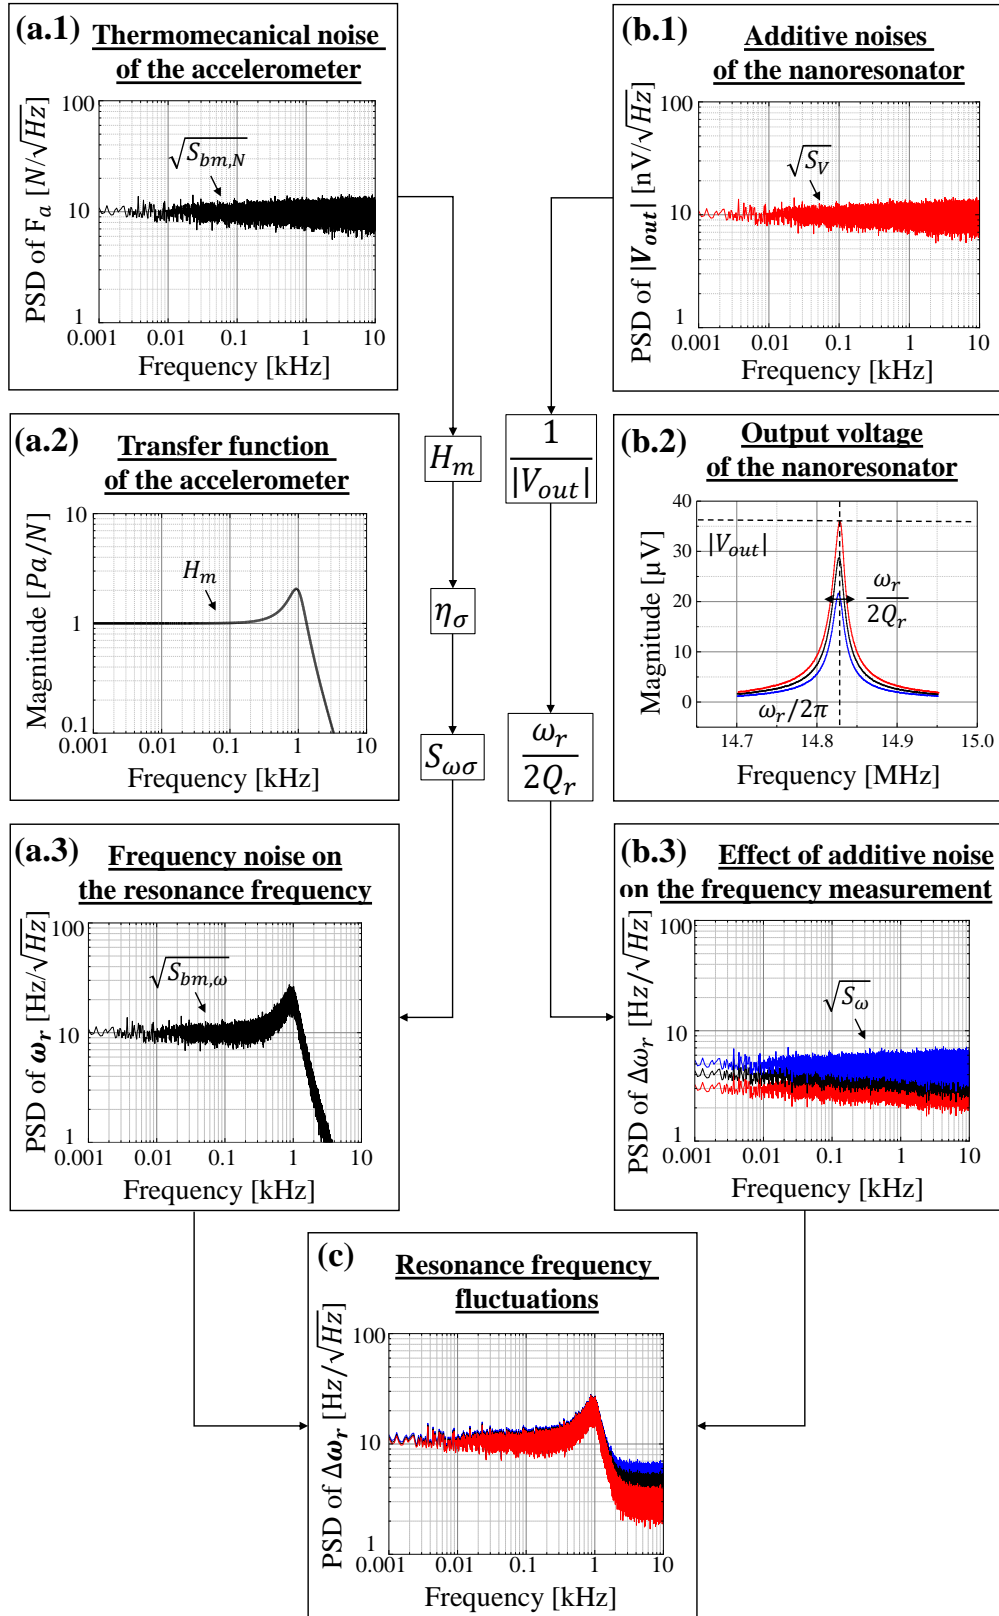 (a.1) Thermomecanical noise
of the accelerometer
PSD of F_a [N/√Hz]
100
10
1
√S_{bm,N}
0.001 0.01 0.1 1 10
Frequency [kHz]
(b.1) Additive noises
of the nanoresonator
PSD of |V_out| [nV/√Hz]
100
10
1
√S_V
0.001 0.01 0.1 1 10
Frequency [kHz]
(a.2) Transfer function
of the accelerometer
Magnitude [Pa/N]
10
1
0.1
H_m
0.001 0.01 0.1 1 10
Frequency [kHz]
H_m
η_σ
S_{ωσ}
1
|V_out|
ω_r
2Q_r
(b.2) Output voltage
of the nanoresonator
Magnitude [µV]
40
30
20
10
0
|V_out|
ω_r
2Q_r
ω_r/2π
14.7 14.8 14.9 15.0
Frequency [MHz]
(a.3) Frequency noise on
the resonance frequency
PSD of ω_r [Hz/√Hz]
100
10
1
√S_{bm,ω}
0.001 0.01 0.1 1 10
Frequency [kHz]
(b.3) Effect of additive noise
on the frequency measurement
PSD of Δω_r [Hz/√Hz]
100
10
1
√S_ω
0.001 0.01 0.1 1 10
Frequency [kHz]
(c) Resonance frequency
fluctuations
PSD of Δω_r [Hz/√Hz]
100
10
1
0.001 0.01 0.1 1 10
Frequency [kHz]